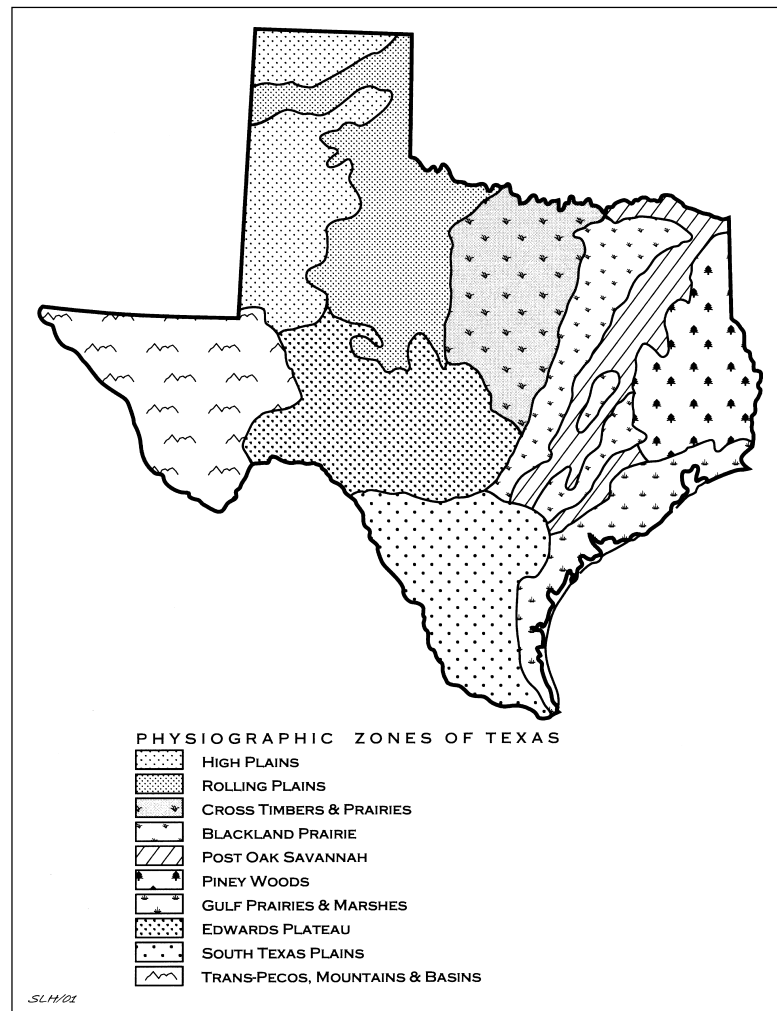 PHYSIOGRAPHIC ZONES OF TEXAS
HIGH PLAINS
ROLLING PLAINS
CROSS TIMBERS & PRAIRIES
BLACKLAND PRAIRIE
POST OAK SAVANNAH
PINEY WOODS
GULF PRAIRIES & MARSHES
EDWARDS PLATEAU
SOUTH TEXAS PLAINS
TRANS-PECOS, MOUNTAINS & BASINS
SLH/01